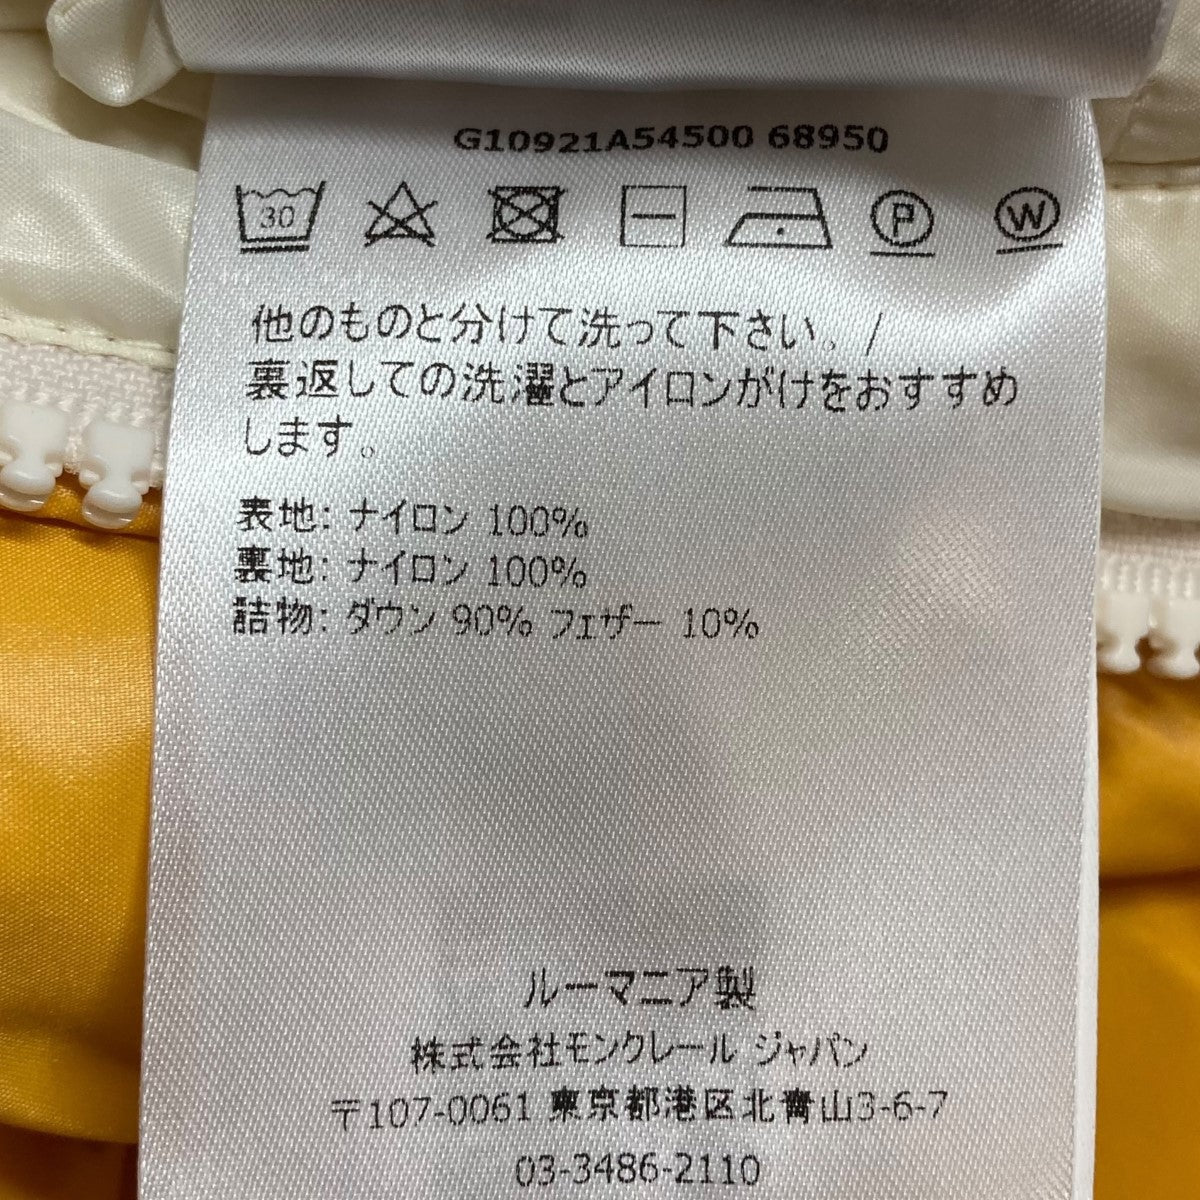 G10921A54500 68950
30 P W
他のものと分けて洗って下さい。/
裏返しての洗濯とアイロンがけをおすすめ
します。
表地: ナイロン 100%
裏地: ナイロン 100%
詰物: ダウン 90% フェザー 10%
ルーマニア製
株式会社モンクレール ジャパン
〒107-0061 東京都港区北青山3-6-7
03-3486-2110